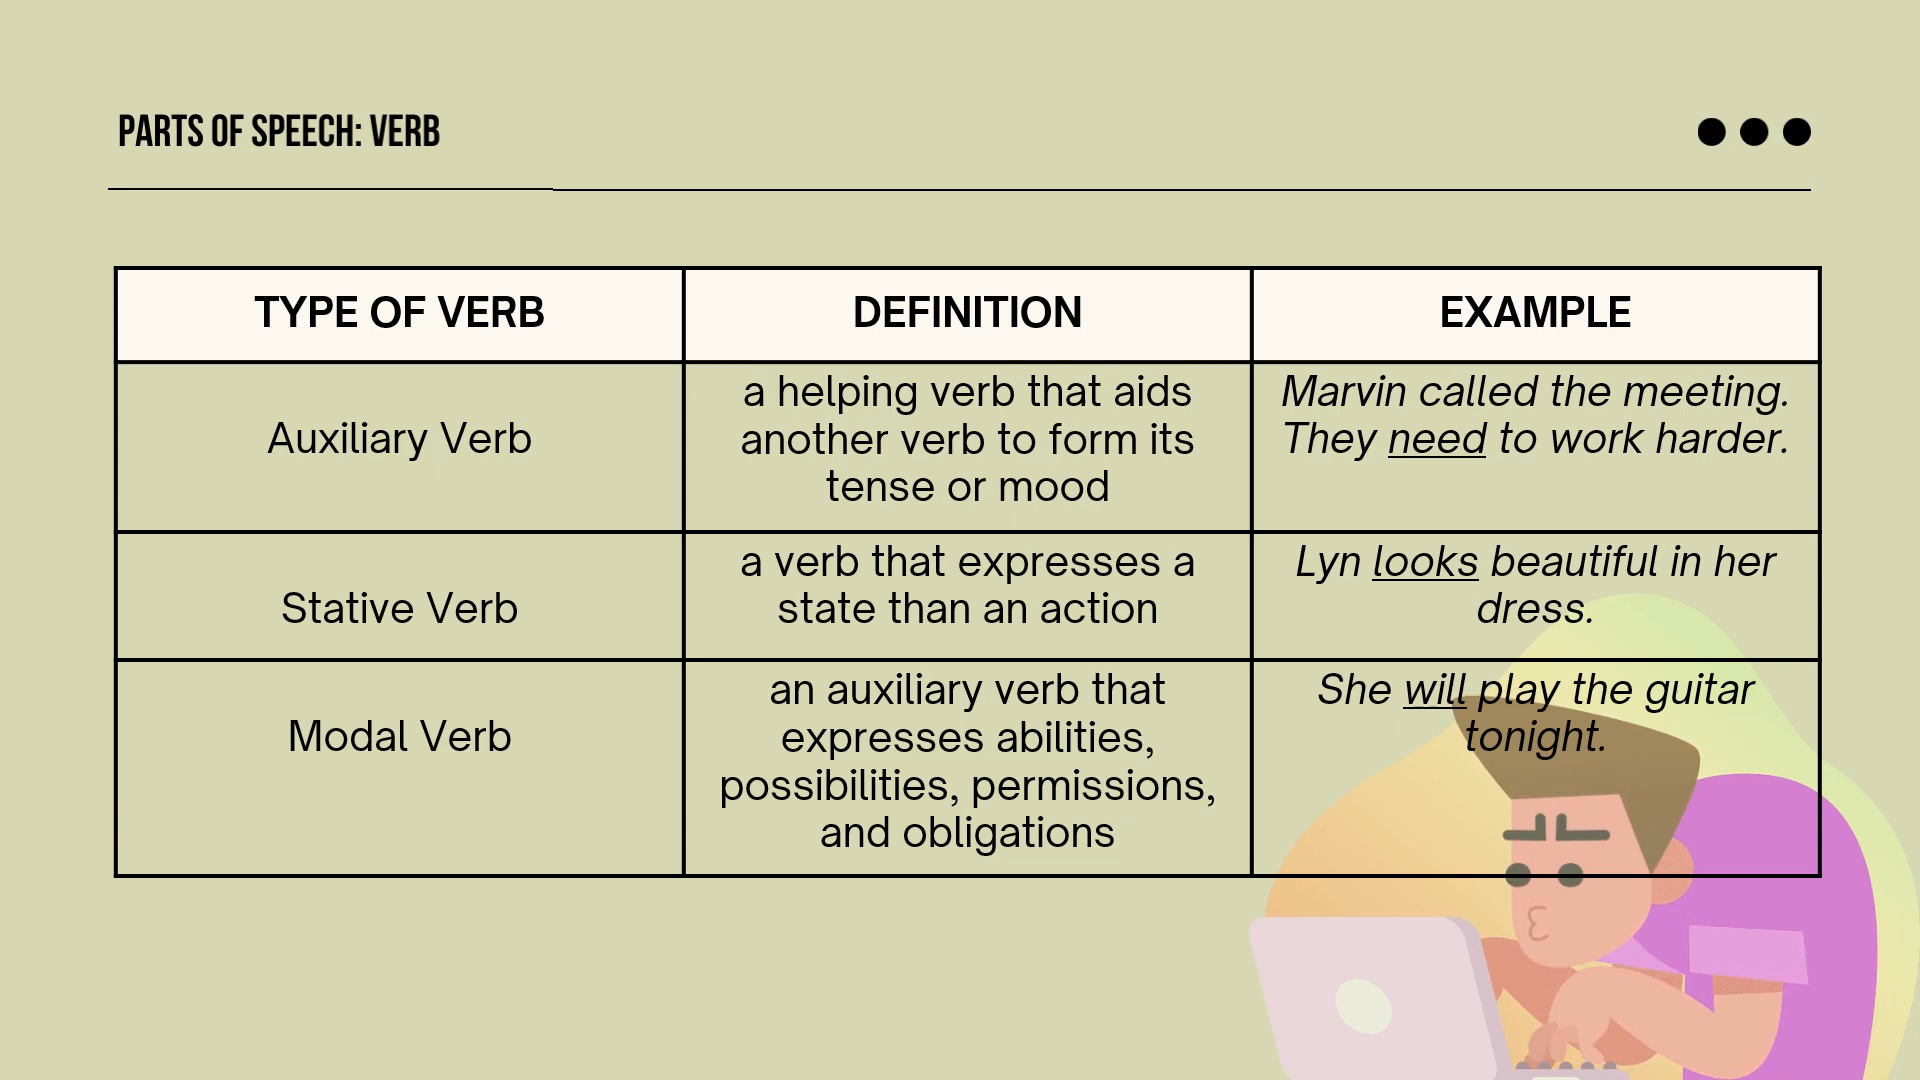 PARTS OF SPEECH: VERB
TYPE OF VERB
DEFINITION
EXAMPLE
Auxiliary Verb
a helping verb that aids
another verb to form its
tense or mood
Marvin called the meeting.
They need to work harder.
Stative Verb
a verb that expresses a
state than an action
Lyn looks beautiful in her
dress.
Modal Verb
an auxiliary verb that
expresses abilities,
possibilities, permissions,
and obligations
She will play the guitar
tonight.